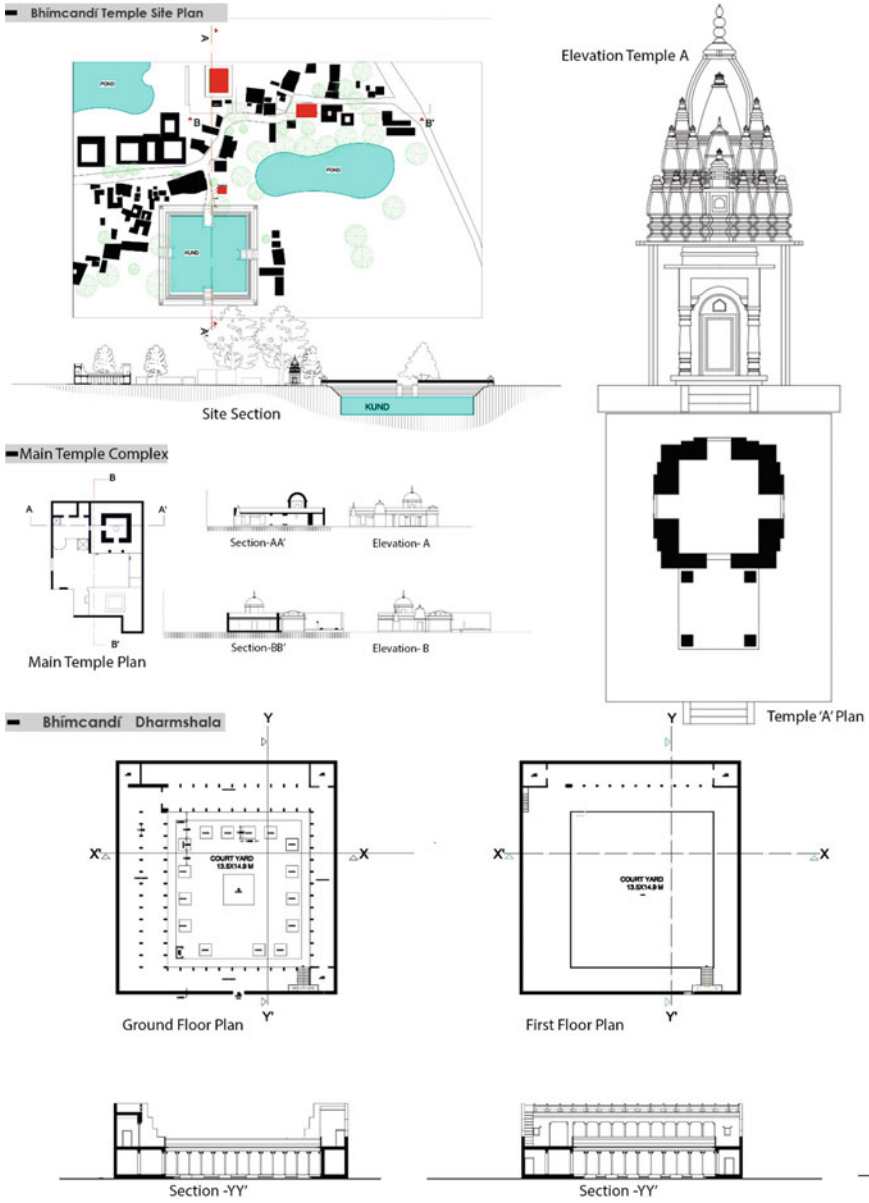 Bhímcandí Temple Site Plan
A
POND
B
B'
POND
KUND
A'
Site Section
KUND
Elevation Temple A
Main Temple Complex
B
A
A'
B'
Main Temple Plan
Section-AA'
Elevation- A
Section-BB'
Elevation- B
Temple 'A' Plan
Bhímcandí Dharmshala
Y
X'
X
COURT YARD
13.5X14.9 M
Y'
Ground Floor Plan
Y
X'
X
COURT YARD
13.5X14.9 M
Y'
First Floor Plan
Section -YY'
Section -YY'